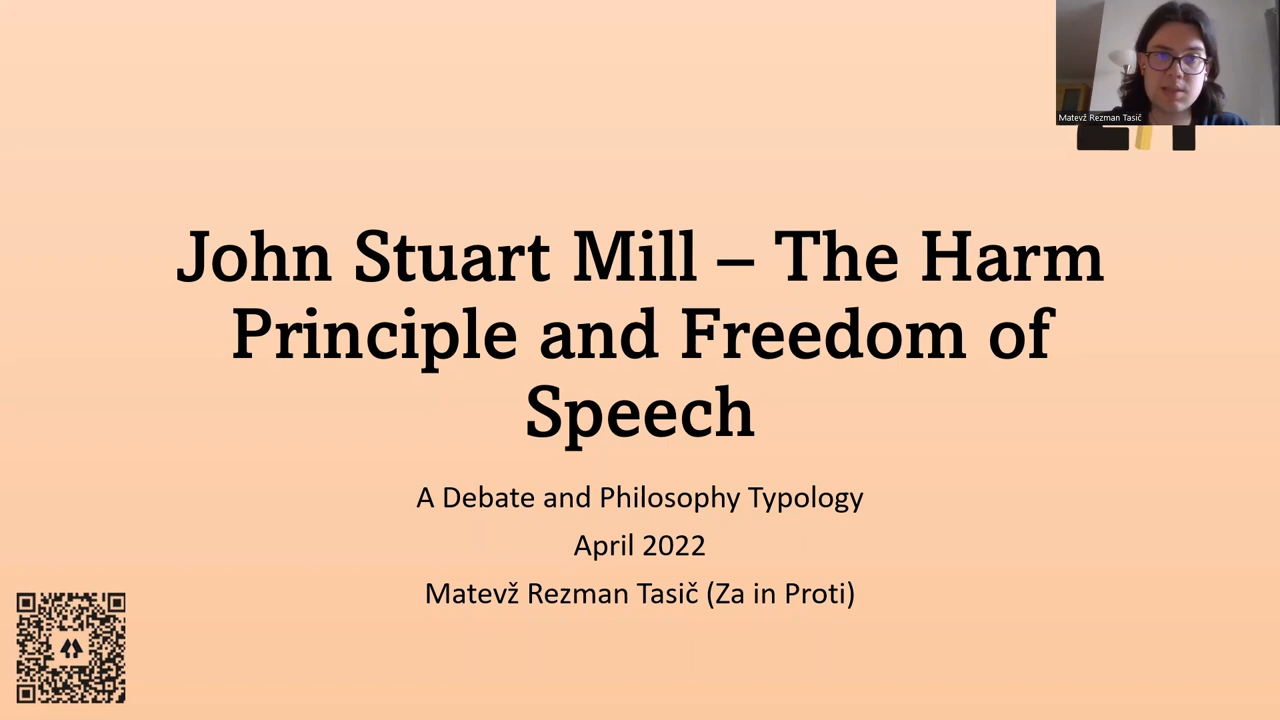 Matevž Rezman Tasič
John Stuart Mill – The Harm
Principle and Freedom of
Speech
A Debate and Philosophy Typology
April 2022
Matevž Rezman Tasič (Za in Proti)